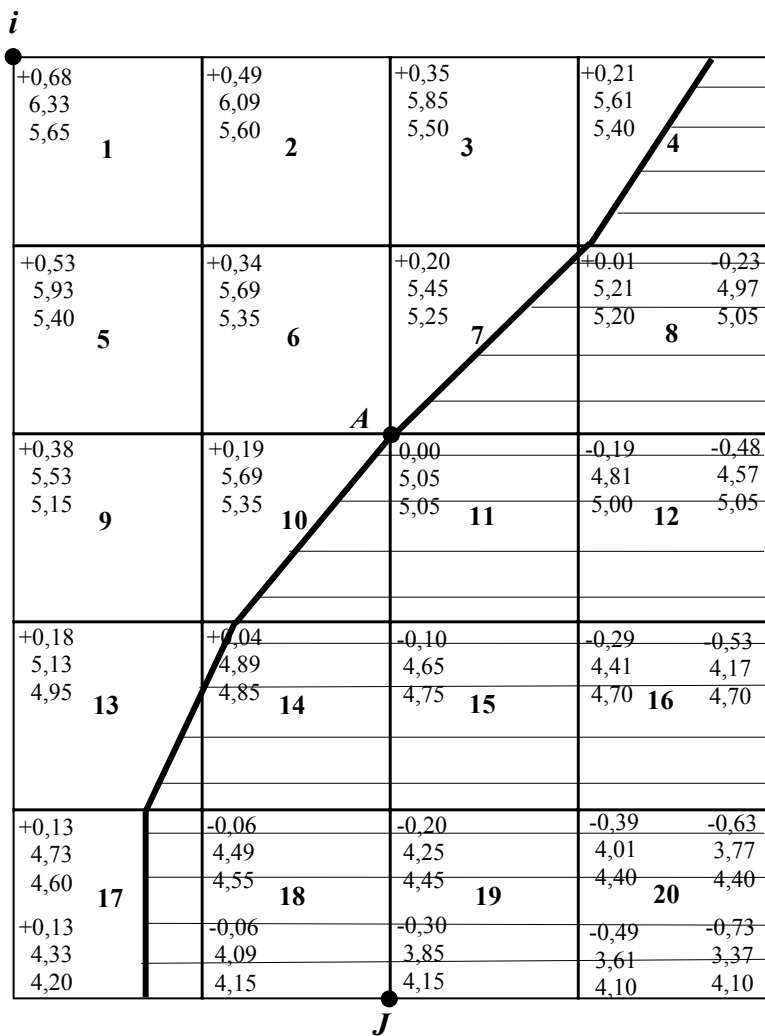 i
+0,68 +0,49 +0,35 +0,21
6,33 6,09 5,85 5,61
5,65 5,60 5,50 5,40
1 2 3 4
+0,53 +0,34 +0,20 +0.01 -0,23
5,93 5,69 5,45 5,21 4,97
5,40 5,35 5,25 5,20 5,05
5 6 7 8
A
+0,38 +0,19 0,00 -0,19 -0,48
5,53 5,69 5,05 4,81 4,57
5,15 5,35 5,05 5,00 5,05
9 10 11 12
+0,18 +0,04 -0,10 -0,29 -0,53
5,13 4,89 4,65 4,41 4,17
4,95 4,85 4,75 4,70 4,70
13 14 15 16
+0,13 -0,06 -0,20 -0,39 -0,63
4,73 4,49 4,25 4,01 3,77
4,60 4,55 4,45 4,40 4,40
17 18 19 20
+0,13 -0,06 -0,30 -0,49 -0,73
4,33 4,09 3,85 3,61 3,37
4,20 4,15 4,15 4,10 4,10
J